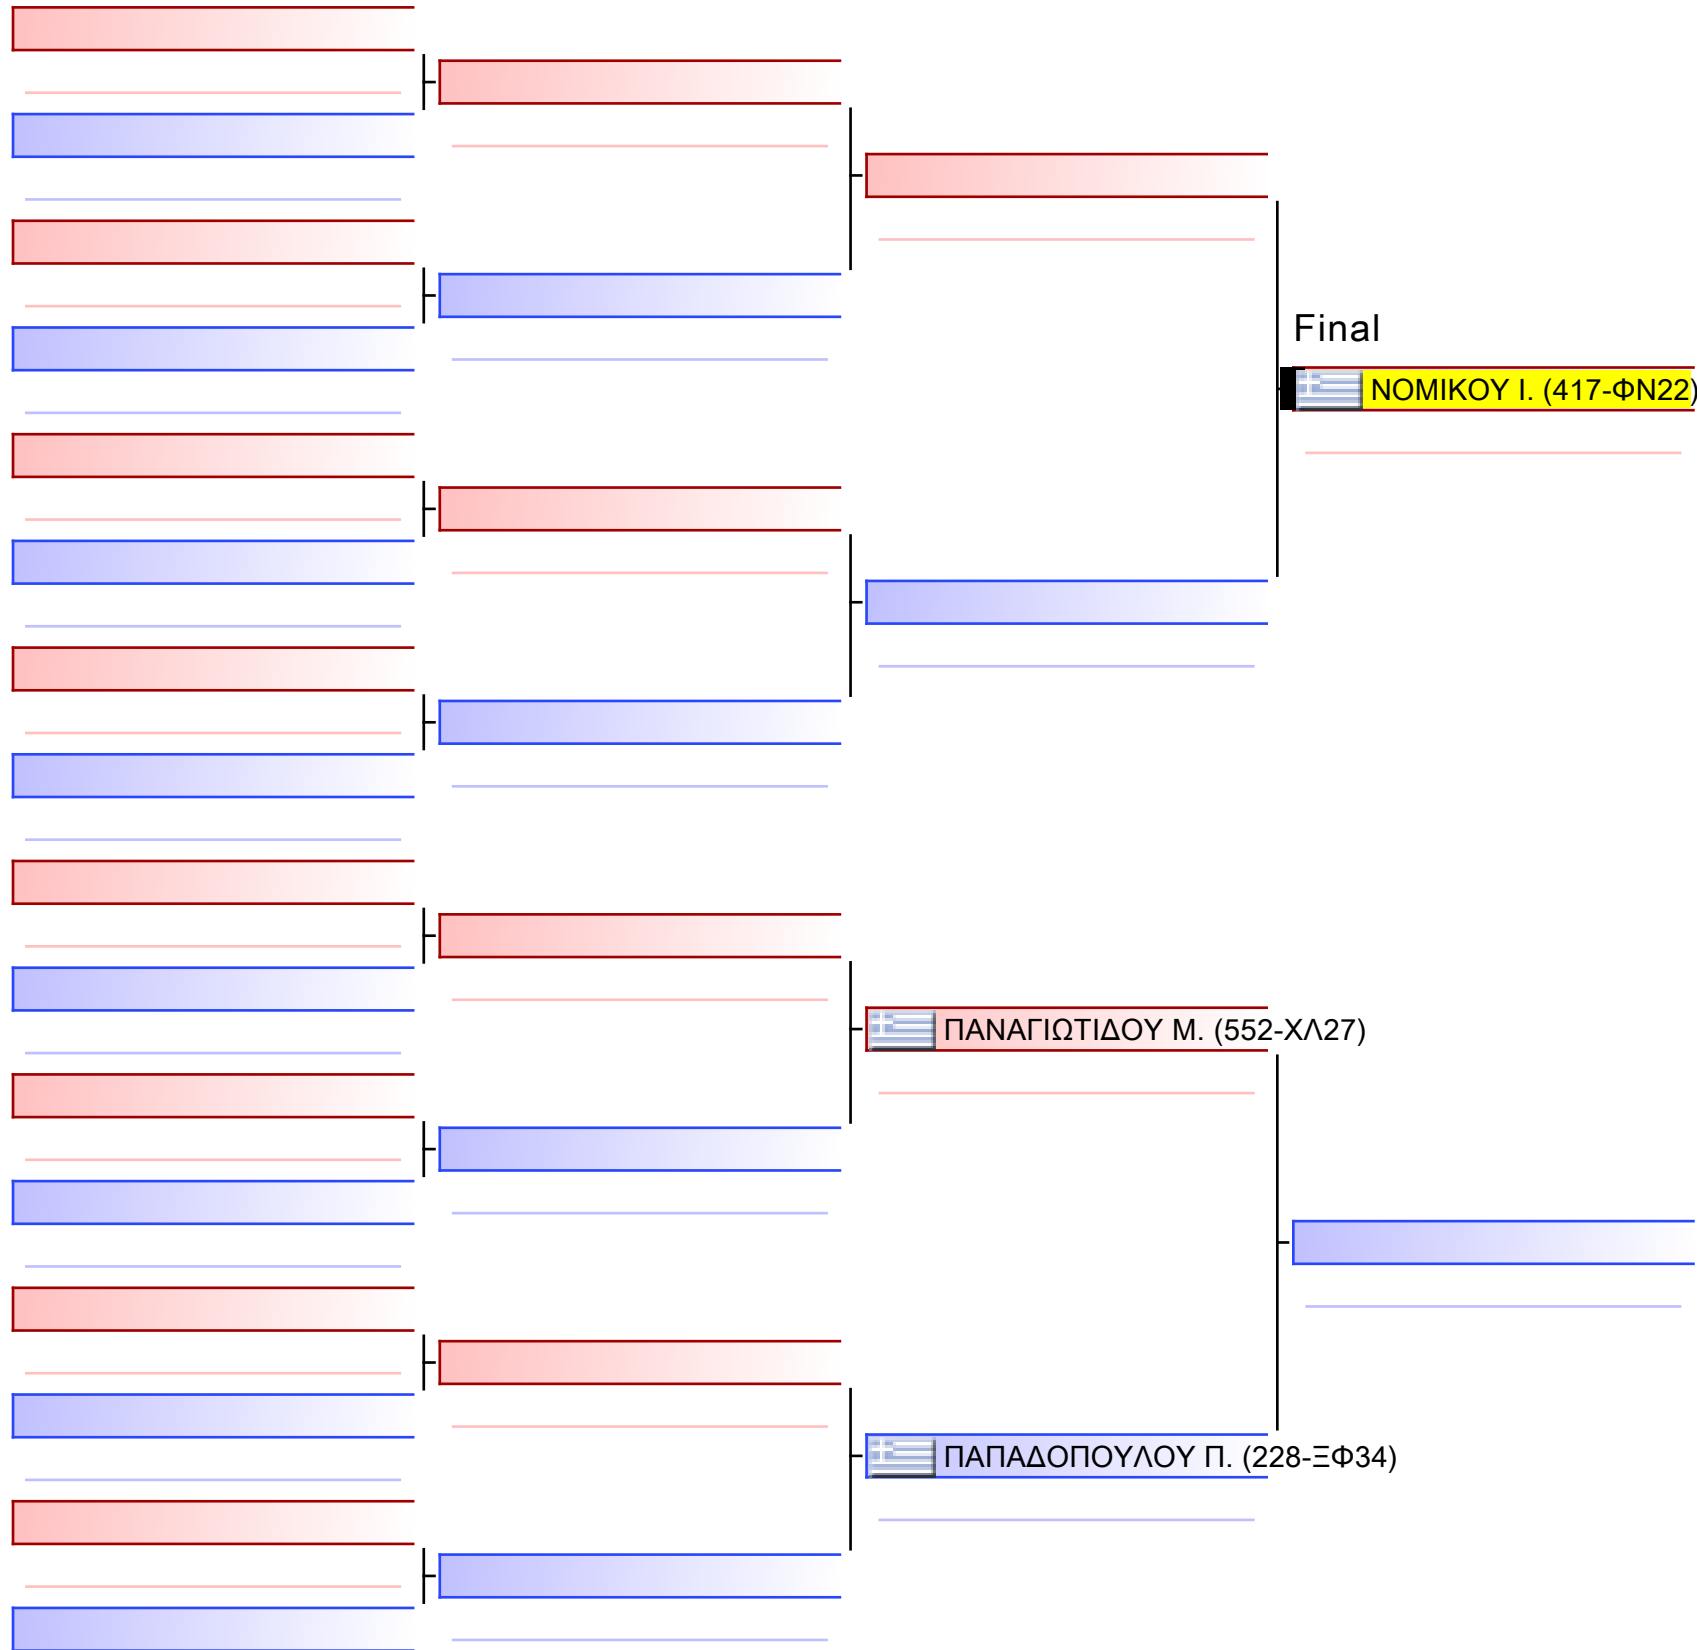 Final
ΝΟΜΙΚΟΥ Ι. (417-ΦΝ22)
ΠΑΝΑΓΙΩΤΙΔΟΥ Μ. (552-ΧΛ27)
ΠΑΠΑΔΟΠΟΥΛΟΥ Π. (228-ΞΦ34)